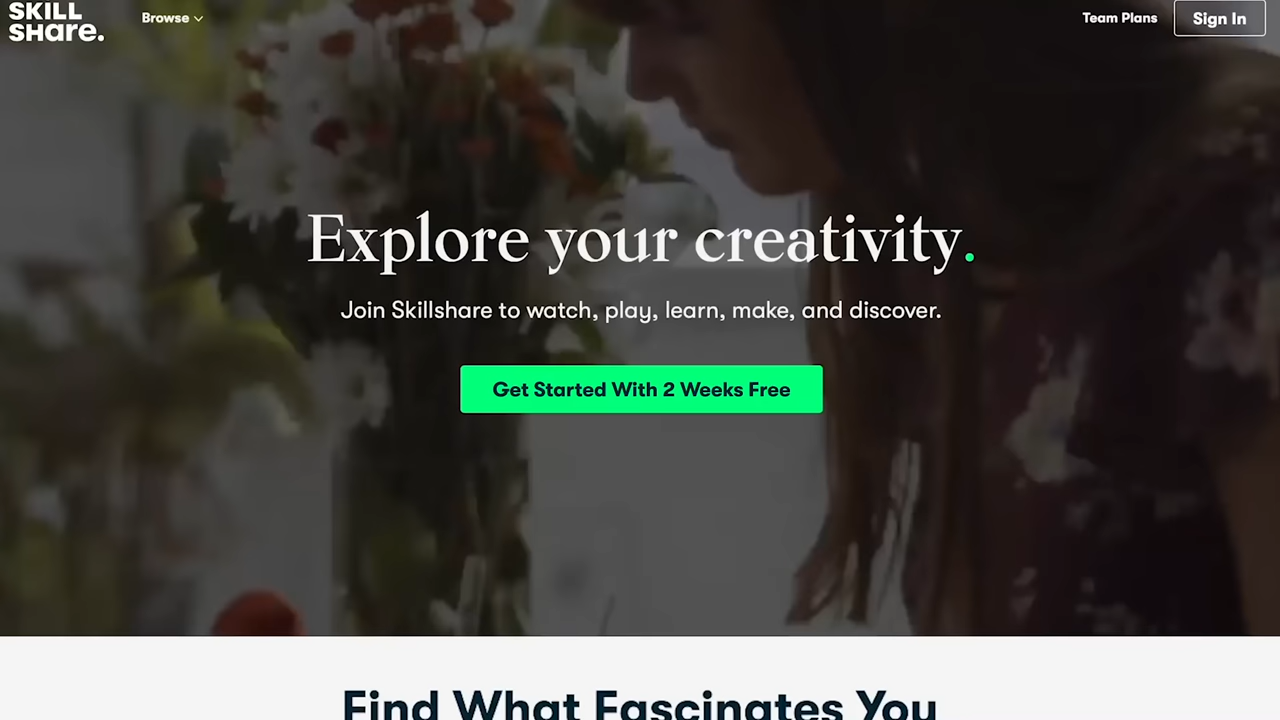 SKILL
SHare.
Browse
Team Plans
Sign In
Explore your creativity.
Join Skillshare to watch, play, learn, make, and discover.
Get Started With 2 Weeks Free
Find What Fascinates You